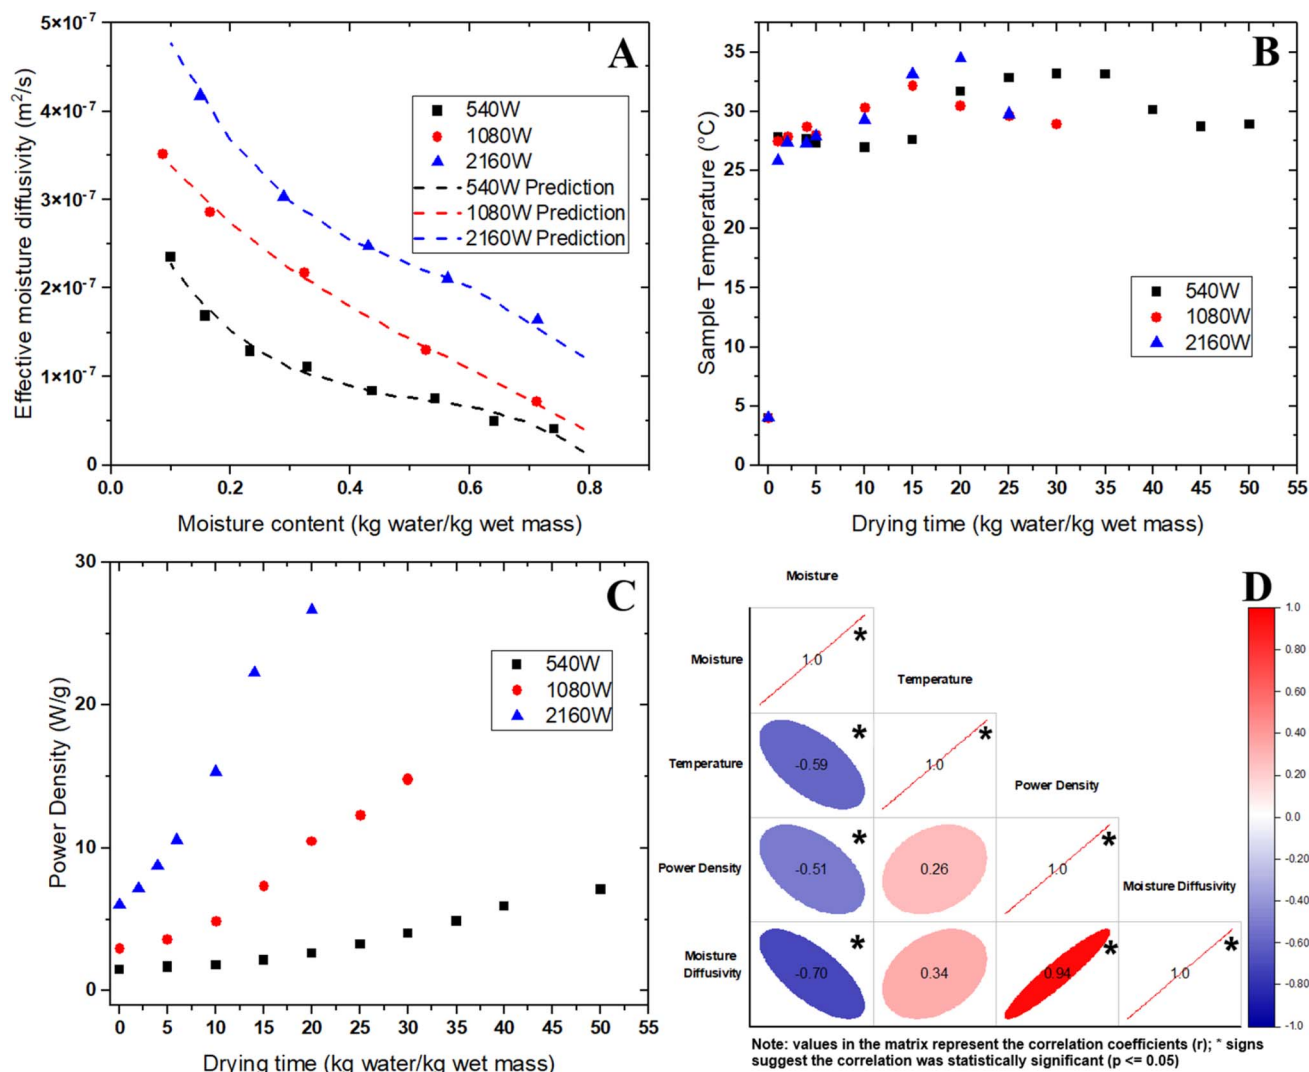 A
5×10⁻⁷
4×10⁻⁷
3×10⁻⁷
2×10⁻⁷
1×10⁻⁷
0
Effective moisture diffusivity (m²/s)
540W
1080W
2160W
540W Prediction
1080W Prediction
2160W Prediction
0.0 0.2 0.4 0.6 0.8
Moisture content (kg water/kg wet mass)
B
35
30
25
20
15
10
5
0
Sample Temperature (°C)
540W
1080W
2160W
0 5 10 15 20 25 30 35 40 45 50 55
Drying time (kg water/kg wet mass)
C
30
20
10
0
Power Density (W/g)
540W
1080W
2160W
0 5 10 15 20 25 30 35 40 45 50 55
Drying time (kg water/kg wet mass)
D
Moisture
Moisture 1.0 *
Temperature
Temperature -0.59 * 1.0 *
Power Density
Power Density -0.51 * 0.26 1.0 *
Moisture Diffusivity
Moisture
Diffusivity -0.70 * 0.34 0.94 * 1.0 *
1.0
0.80
0.60
0.40
0.20
0.0
-0.20
-0.40
-0.60
-0.80
-1.0
Note: values in the matrix represent the correlation coefficients (r); * signs
suggest the correlation was statistically significant (p <= 0.05)